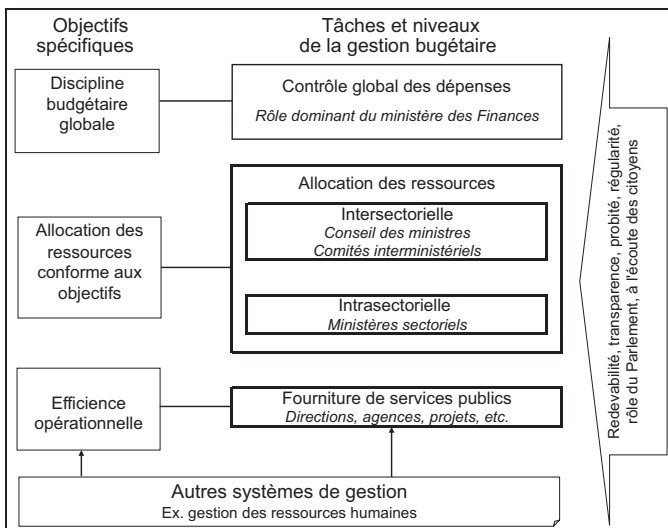 Objectifs
spécifiques
Tâches et niveaux
de la gestion bugétaire
Discipline
budgétaire
globale
Contrôle global des dépenses
Rôle dominant du ministère des Finances
Allocation des
ressources
conforme aux
objectifs
Allocation des ressources
Intersectorielle
Conseil des ministres
Comités interministériels
Intrasectorielle
Ministères sectoriels
Efficience
opérationnelle
Fourniture de services publics
Directions, agences, projets, etc.
Autres systèmes de gestion
Ex. gestion des ressources humaines
Redevabilité, transparence, probité, régularité,
rôle du Parlement, à l'écoute des citoyens